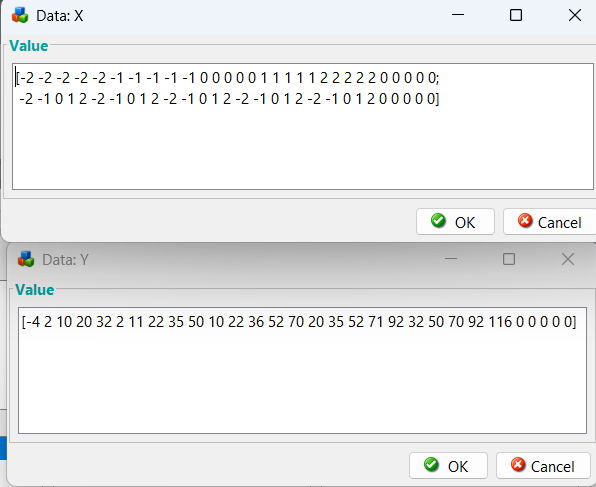 Data: X
Value
[-2 -2 -2 -2 -2 -1 -1 -1 -1 -1 0 0 0 0 0 1 1 1 1 1 2 2 2 2 2 0 0 0 0 0;
-2 -1 0 1 2 -2 -1 0 1 2 -2 -1 0 1 2 -2 -1 0 1 2 -2 -1 0 1 2 0 0 0 0 0]
OK Cancel
Data: Y
Value
[-4 2 10 20 32 2 11 22 35 50 10 22 36 52 70 20 35 52 71 92 32 50 70 92 116 0 0 0 0 0]
OK Cancel